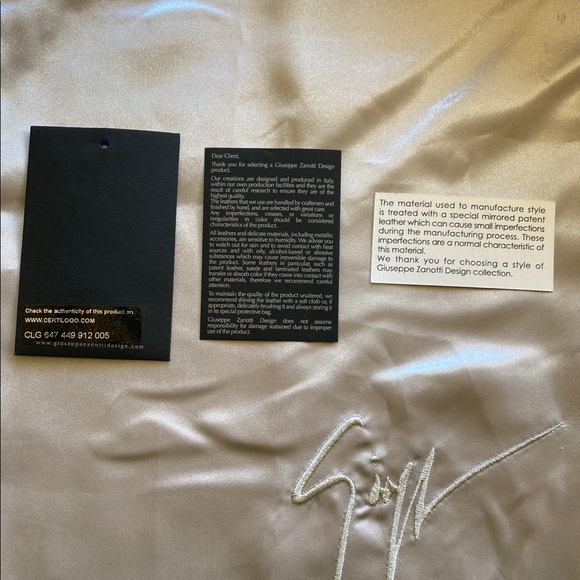 Check the authenticity of this product on
WWW.CERTILOGO.COM
CLG 647 449 912 005
www.giuseppezanottidesign.com
Dear Client,
Thank you for selecting a Giuseppe Zanotti Design
product.
Our creations are designed and produced in Italy,
within our own production facilities and they are the
result of careful research to ensure they are of the
highest quality.
The leathers that we use are handled by craftsmen and
finished by hand, and are selected with great care.
Any imperfections, creases, or variations or
irregularities in color should be considered
characteristics of the product.
All leathers and delicate materials, including metallic
accessories, are sensitive to humidity. We advise you
to watch out for rain and to avoid contact with heat
sources and with oily, alcohol-based or abrasive
substances which may cause irreversible damage to
the product. Some leathers in particular, such as
patent leather, suede and laminated leathers may
transfer or absorb color if they come into contact with
other materials, therefore we recommend careful
attention.
To maintain the quality of the product unaltered, we
recommend shining the leather with a soft cloth or, if
appropriate, delicately brushing it and always storing it
in its special protective bag.
Giuseppe Zanotti Design does not assume
responsibility for damage sustained due to improper
use of the product.
The material used to manufacture style
is treated with a special mirrored patent
leather which can cause small imperfections
during the manufacturing process. These
imperfections are a normal characteristic of
this material.
We thank you for choosing a style of
Giuseppe Zanotti Design collection.